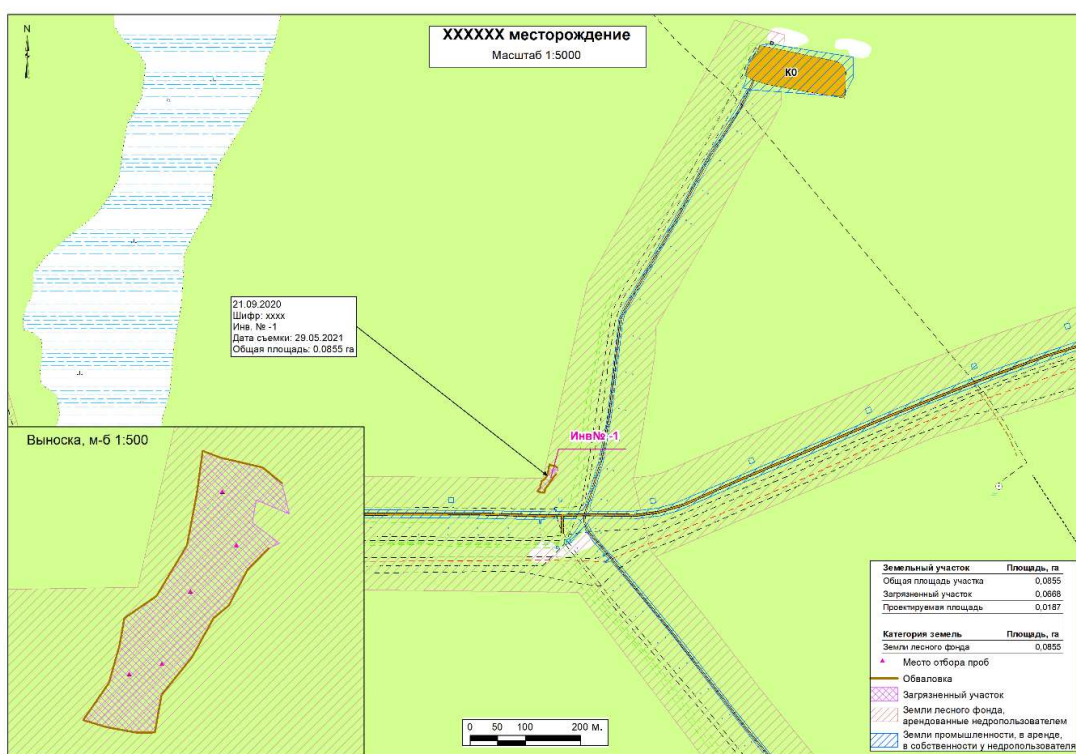 N
XXXXXX месторождение
Масштаб 1:5000
К0
21.09.2020
Шифр: xxxx
Инв. № -1
Дата съемки: 29.05.2021
Общая площадь: 0.0855 га
Инв№ -1
Выноска, м-б 1:500
Земельный участок Площадь, га
Общая площадь участка 0,0855
Загрязненный участок 0,0668
Проектируемая площадь 0,0187
Категория земель Площадь, га
Земли лесного фонда 0,0855
Место отбора проб
Обваловка
Загрязненный участок
Земли лесного фонда,
арендованные недропользователем
Земли промышленности, в аренде,
в собственности у недропользователя
0 50 100 200 м.